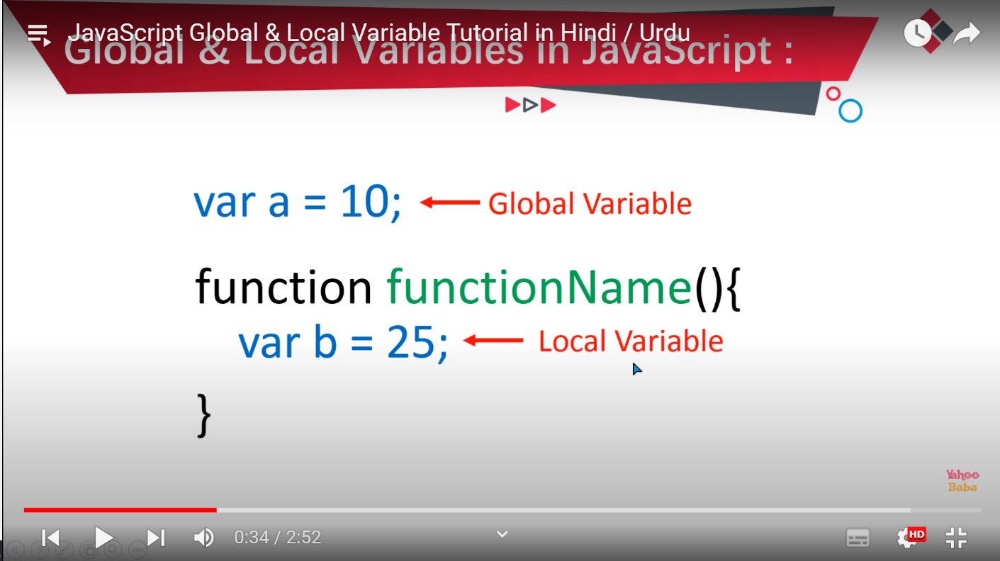 JavaScript Global & Local Variable Tutorial in Hindi / Urdu
Global & Local Variables in JavaScript :
var a = 10; Global Variable
function functionName(){
var b = 25; Local Variable
}
Yahoo
Baba
0:34 / 2:52
HD